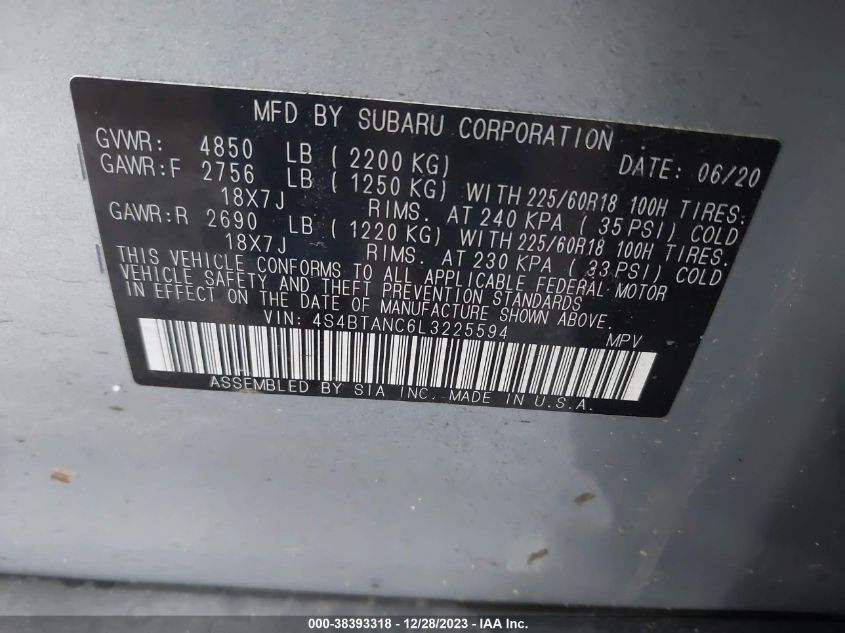 MFD BY SUBARU CORPORATION
GVWR: 4850 LB ( 2200 KG) DATE: 06/20
GAWR:F 2756 LB ( 1250 KG) WITH 225/60R18 100H TIRES:
18X7J RIMS. AT 240 KPA ( 35 PSI) COLD
GAWR:R 2690 LB ( 1220 KG) WITH 225/60R18 100H TIRES.
18X7J RIMS. AT 230 KPA ( 33 PSI) COLD
THIS VEHICLE CONFORMS TO ALL APPLICABLE FEDERAL MOTOR
VEHICLE SAFETY AND THEFT PREVENTION STANDARDS
IN EFFECT ON THE DATE OF MANUFACTURE SHOWN ABOVE.
VIN: 4S4BTANC6L3225594 MPV
ASSEMBLED BY SIA INC. MADE IN U.S.A.
000-38393318 - 12/28/2023 - IAA Inc.